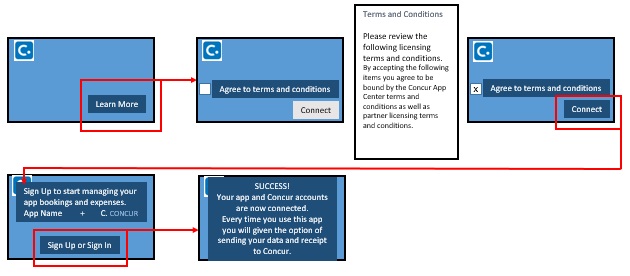 C.
Learn More
C.
Agree to terms and conditions
Connect
Terms and Conditions
Please review the
following licensing
terms and conditions.
By accepting the following
items you agree to be
bound by the Concur App
Center terms and
conditions as well as
partner licensing terms
and conditions.
C.
x Agree to terms and conditions
Connect
Sign Up to start managing your
app bookings and expenses.
App Name + C. CONCUR
Sign Up or Sign In
SUCCESS!
Your app and Concur accounts
are now connected.
Every time you use this app
you will given the option of
sending your data and receipt
to Concur.